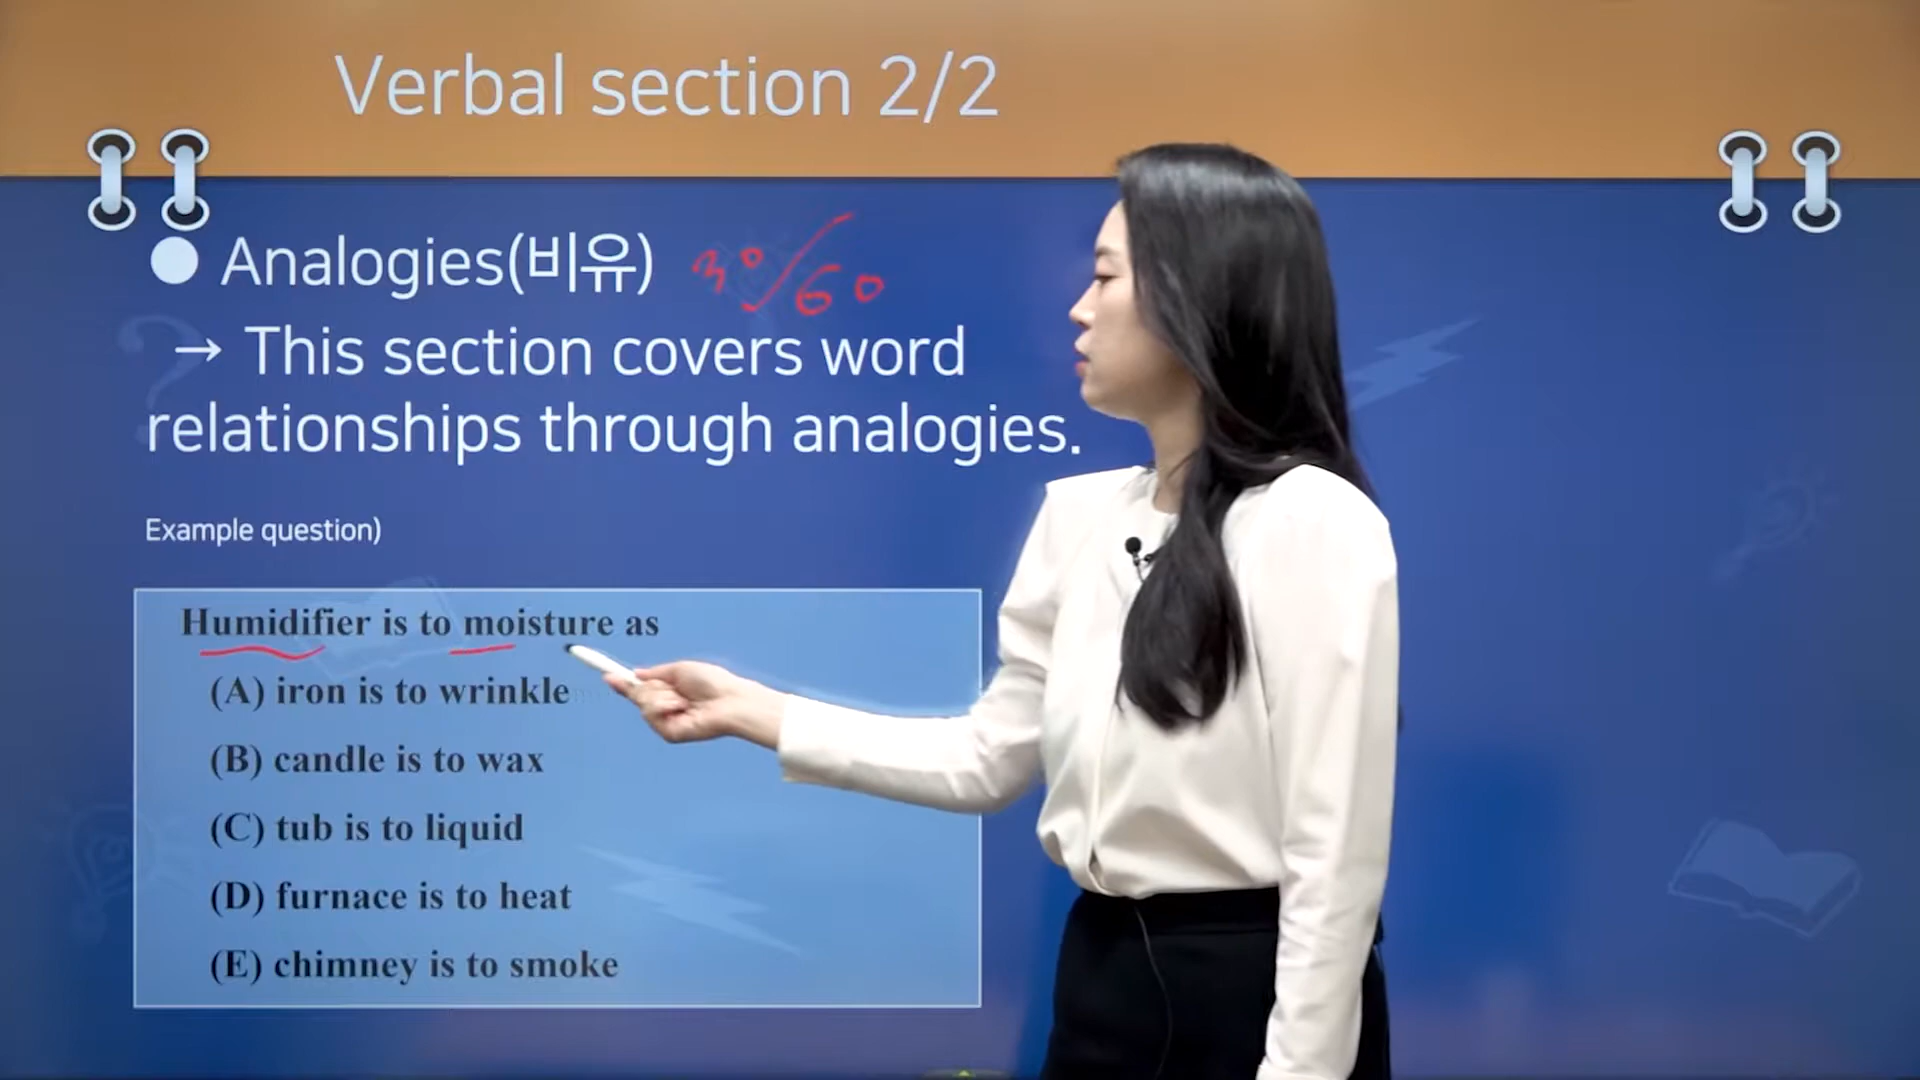 Verbal section 2/2
Analogies(비유) 30/60
→ This section covers word
relationships through analogies.
Example question)
Humidifier is to moisture as
(A) iron is to wrinkle
(B) candle is to wax
(C) tub is to liquid
(D) furnace is to heat
(E) chimney is to smoke